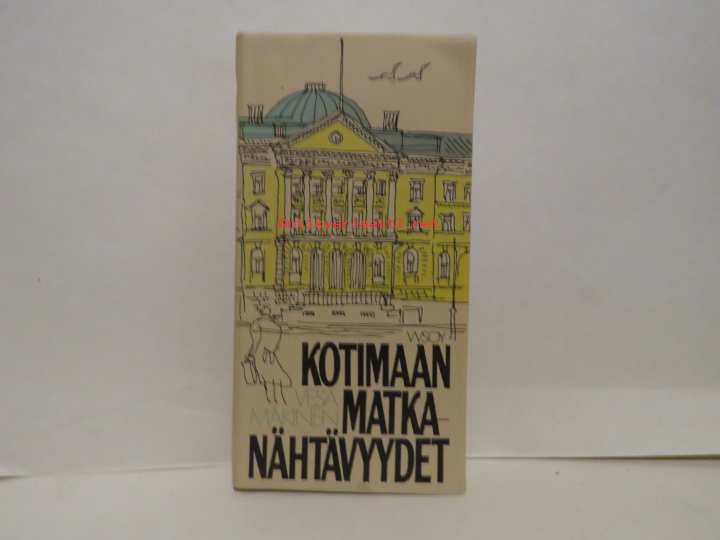 WSOY
KOTIMAAN
VESA
MÄKINEN MATKA-
NÄHTÄVYYDET